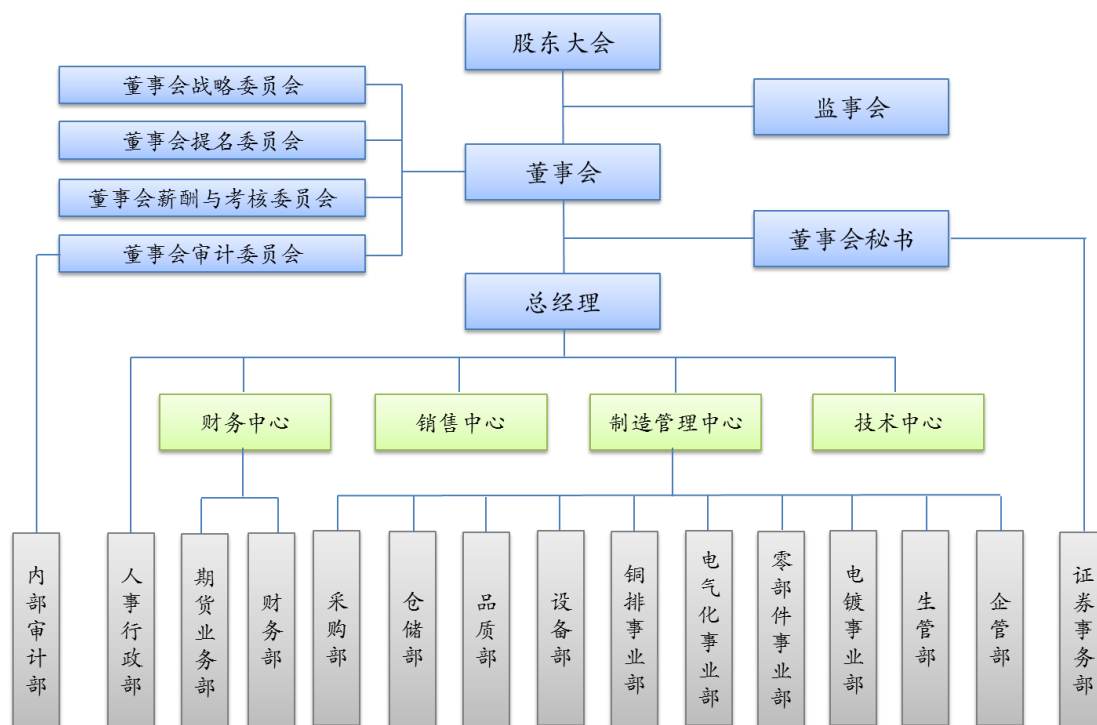 股东大会
董事会战略委员会
监事会
董事会提名委员会
董事会
董事会薪酬与考核委员会
董事会秘书
董事会审计委员会
总经理
财务中心
销售中心
制造管理中心
技术中心
内部审计部
人事行政部
期货业务部
财务部
采购部
仓储部
品质部
设备部
铜排事业部
电气化事业部
零部件事业部
电镀事业部
生管部
企管部
证券事务部